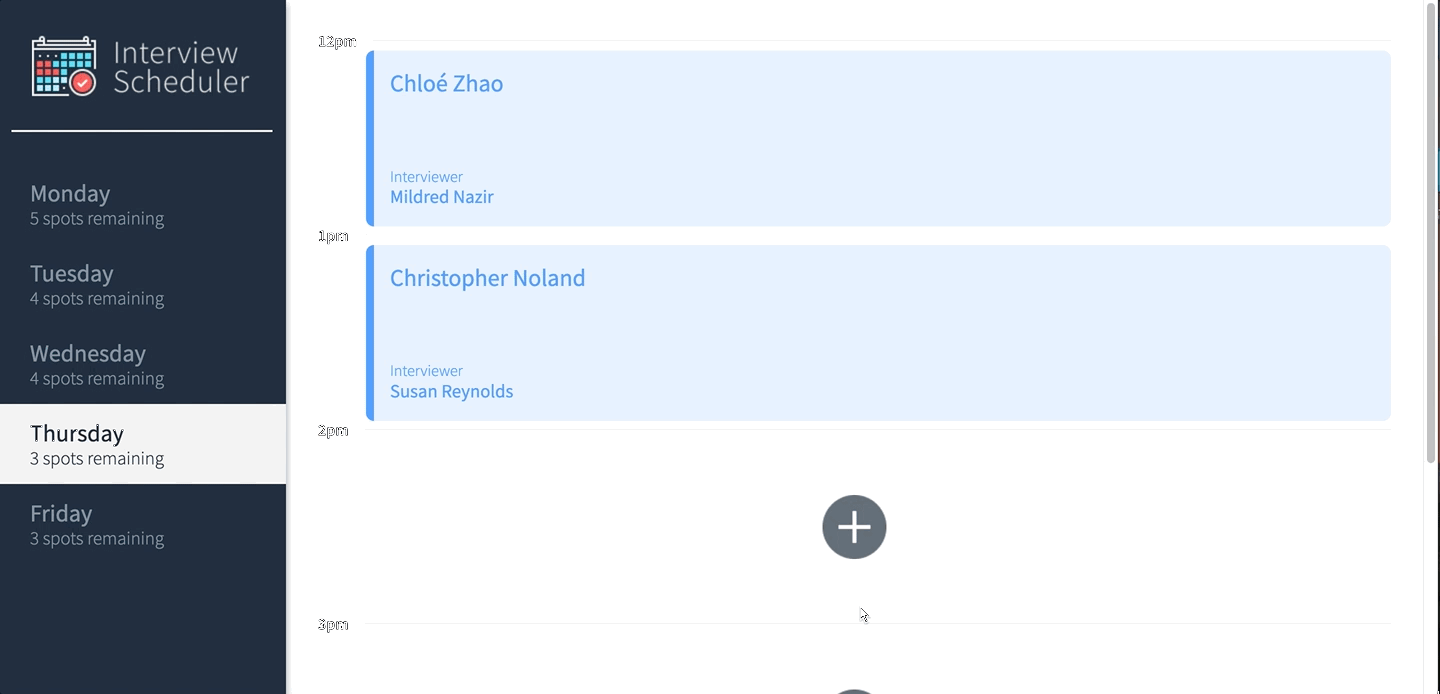 Interview
Scheduler
Monday
5 spots remaining
Tuesday
4 spots remaining
Wednesday
4 spots remaining
Thursday
3 spots remaining
Friday
3 spots remaining
12pm
Chloé Zhao
Interviewer
Mildred Nazir
1pm
Christopher Noland
Interviewer
Susan Reynolds
2pm
3pm